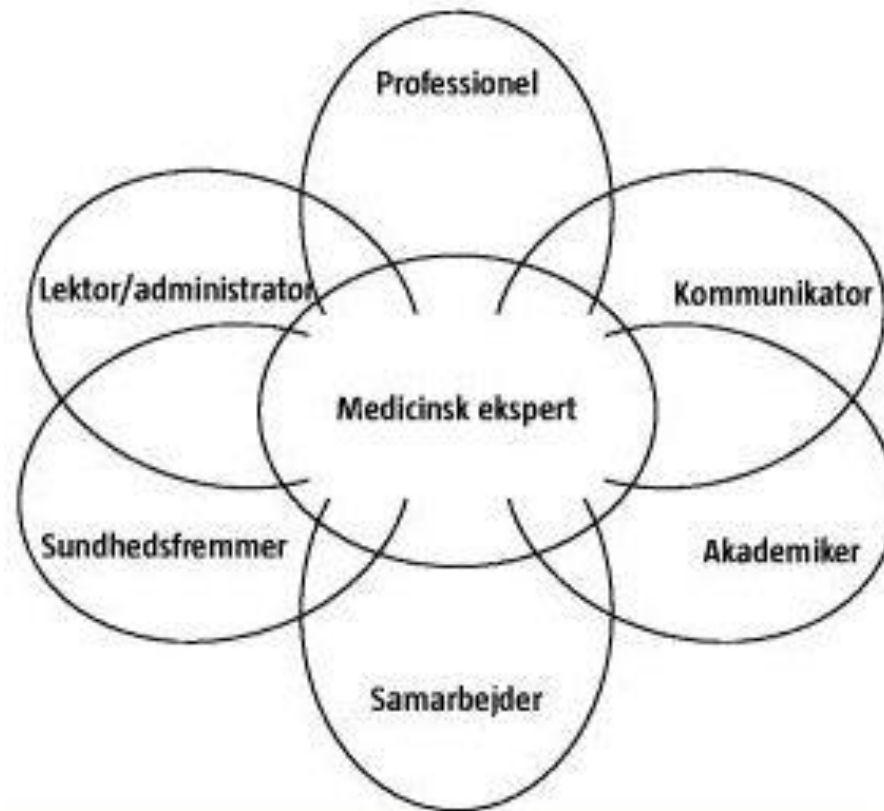 Professionel
Lektor/administrator
Kommunikator
Medicinsk ekspert
Sundhedsfremmer
Akademiker
Samarbejder